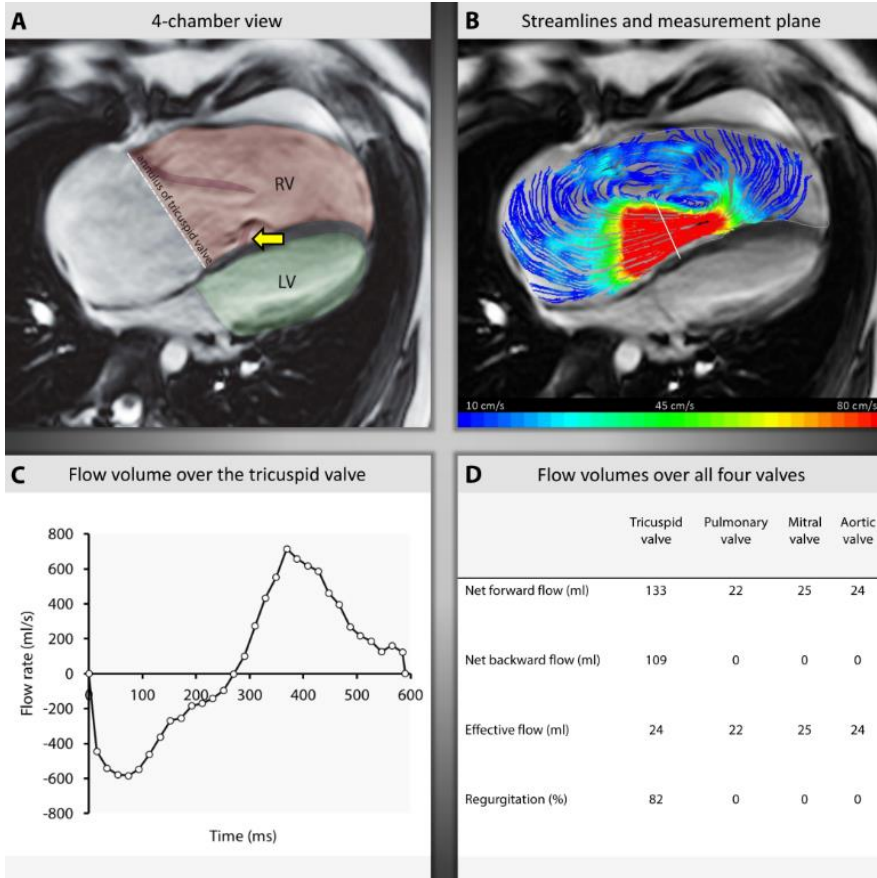 A 4-chamber view
annulus of tricuspid valve
RV
LV
B Streamlines and measurement plane
10 cm/s 45 cm/s 80 cm/s
C Flow volume over the tricuspid valve
Flow rate (ml/s)
800
600
400
200
0
-200
-400
-600
-800
0 100 200 300 400 500 600
Time (ms)
D Flow volumes over all four valves
Tricuspid valve Pulmonary valve Mitral valve Aortic valve
Net forward flow (ml) 133 22 25 24
Net backward flow (ml) 109 0 0 0
Effective flow (ml) 24 22 25 24
Regurgitation (%) 82 0 0 0